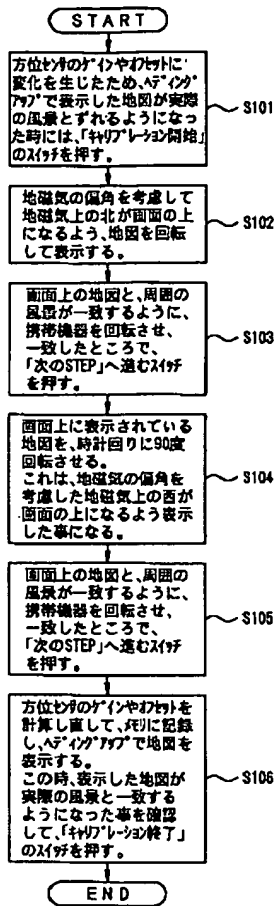 START
方位センサのゲインやオフセットに
変化を生じたため、ヘディング
アップで表示した地図が実際
の風景とずれるようになっ
た時には、「キャリブレーション開始」
のスイッチを押す。
S101
地磁気の偏角を考慮して
地磁気上の北が画面の上
になるよう、地図を回転
して表示する。
S102
画面上の地図と、周囲の
風景が一致するように、
携帯機器を回転させ、
一致したところで、
「次のSTEP」へ進むスイッチ
を押す。
S103
画面上に表示されている
地図を、時計回りに90度
回転させる。
これは、地磁気の偏角を
考慮した地磁気上の西が
画面の上になるよう表示
した事になる。
S104
画面上の地図と、周囲の
風景が一致するように、
携帯機器を回転させ、
一致したところで、
「次のSTEP」へ進むスイッチ
を押す。
S105
方位センサのゲインやオフセットを
計算し直して、メモリに記録
し、ヘディングアップで地図を
表示する。
この時、表示した地図が
実際の風景と一致する
ようになった事を確認
して、「キャリブレーション終了」
のスイッチを押す。
S106
END